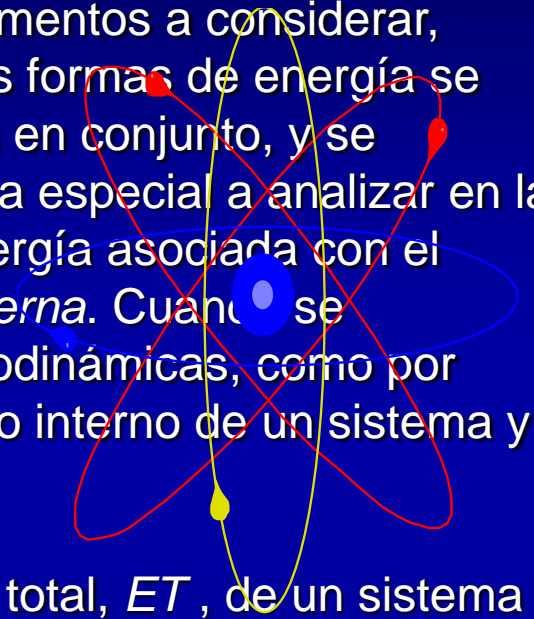 mentos a considerar,
s formas de energía se
en conjunto, y se
a especial a analizar en la
ergía asociada con el
erna. Cuando se
odinámicas, como por
o interno de un sistema y
total, ET , de un sistema